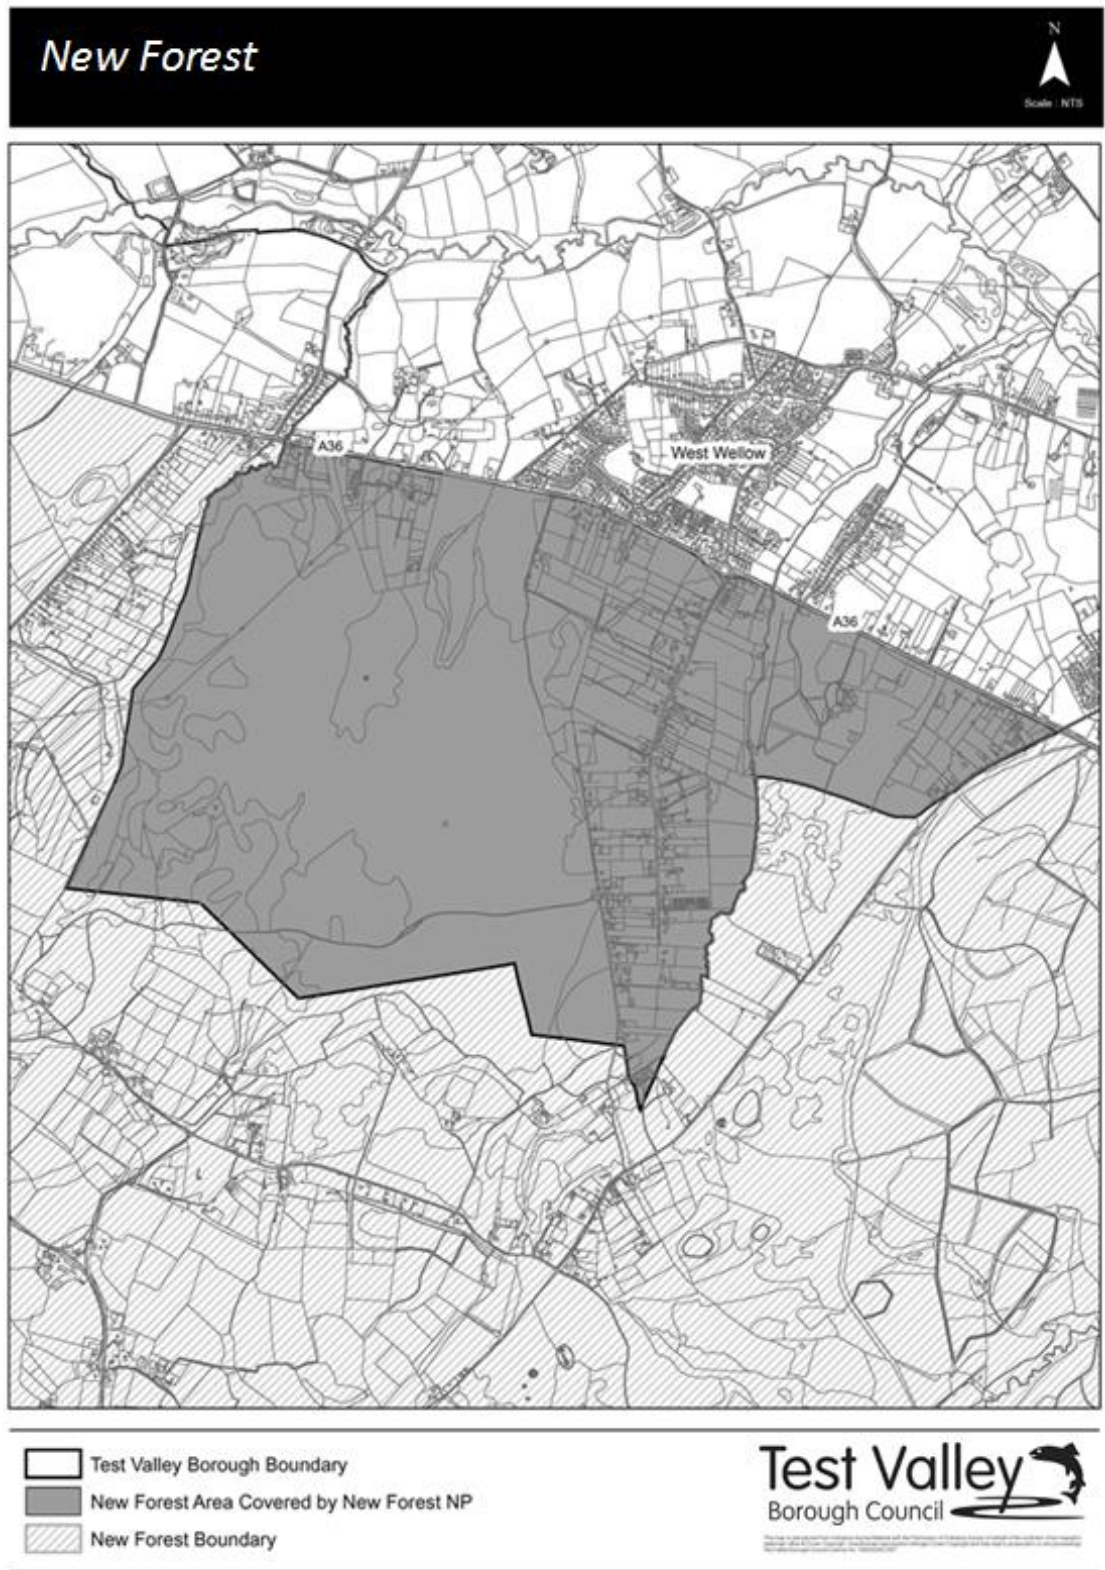 New Forest
N
Scale : NTS
A36
West Wellow
A36
Test Valley Borough Boundary
New Forest Area Covered by New Forest NP
New Forest Boundary
Test Valley
Borough Council